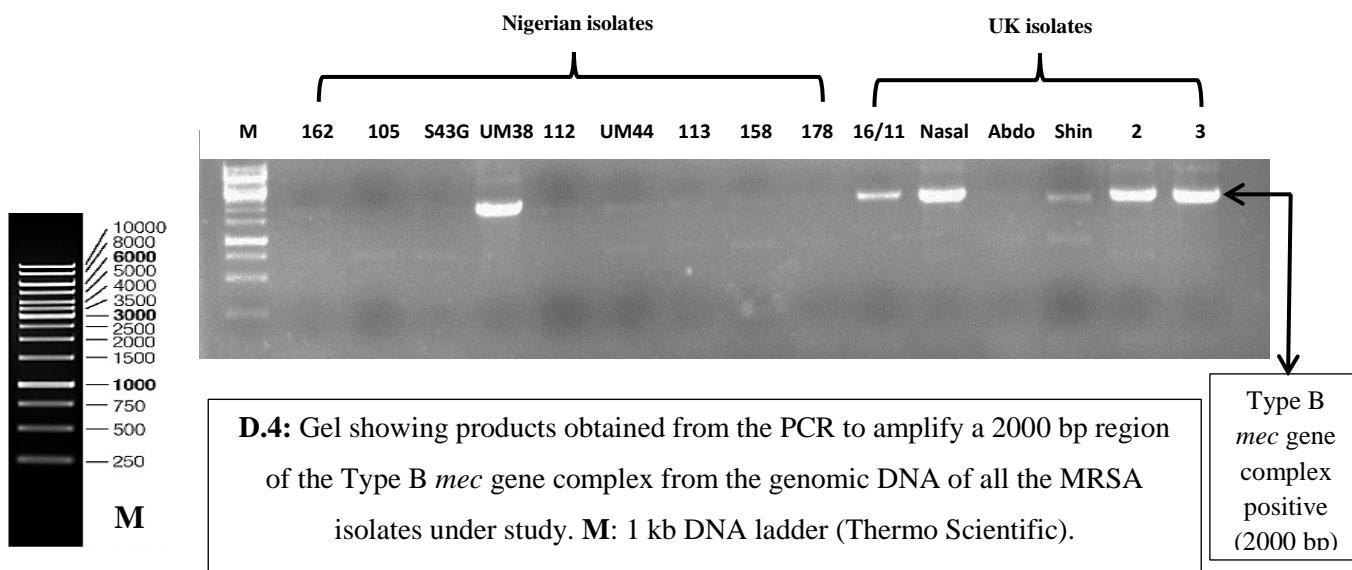 Nigerian isolates
UK isolates
M 162 105 S43G UM38 112 UM44 113 158 178 16/11 Nasal Abdo Shin 2 3
10000
8000
6000
5000
4000
3500
3000
2500
2000
1500
1000
750
500
250
M
D.4: Gel showing products obtained from the PCR to amplify a 2000 bp region
of the Type B mec gene complex from the genomic DNA of all the MRSA
isolates under study. M: 1 kb DNA ladder (Thermo Scientific).
Type B
mec gene
complex
positive
(2000 bp)